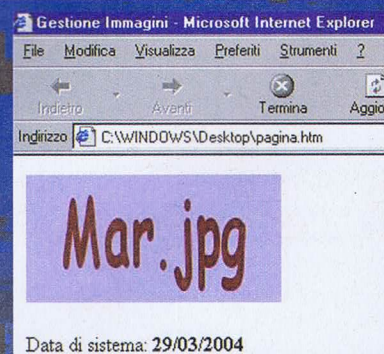 Gestione Immagini - Microsoft Internet Explorer
File Modifica Visualizza Preferiti Strumenti ?
Indietro Avanti Termina Aggio
Indirizzo C:\WINDOWS\Desktop\pagina.htm
Mar.jpg
Data di sistema: 29/03/2004